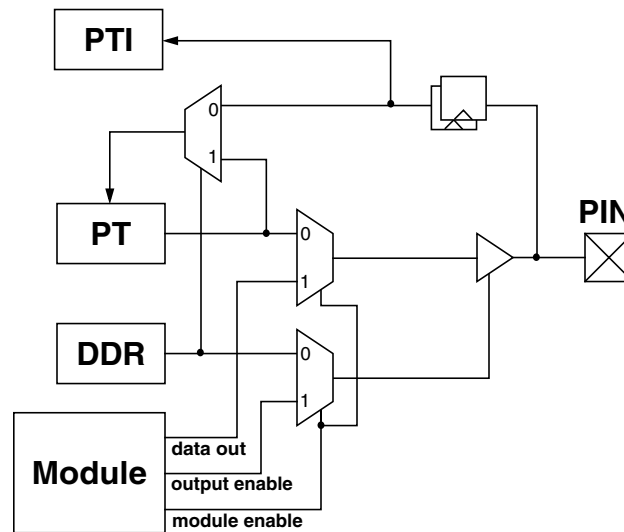 PTI
0
1
PIN
PT
0
1
DDR
0
1
data out
Module
output enable
module enable